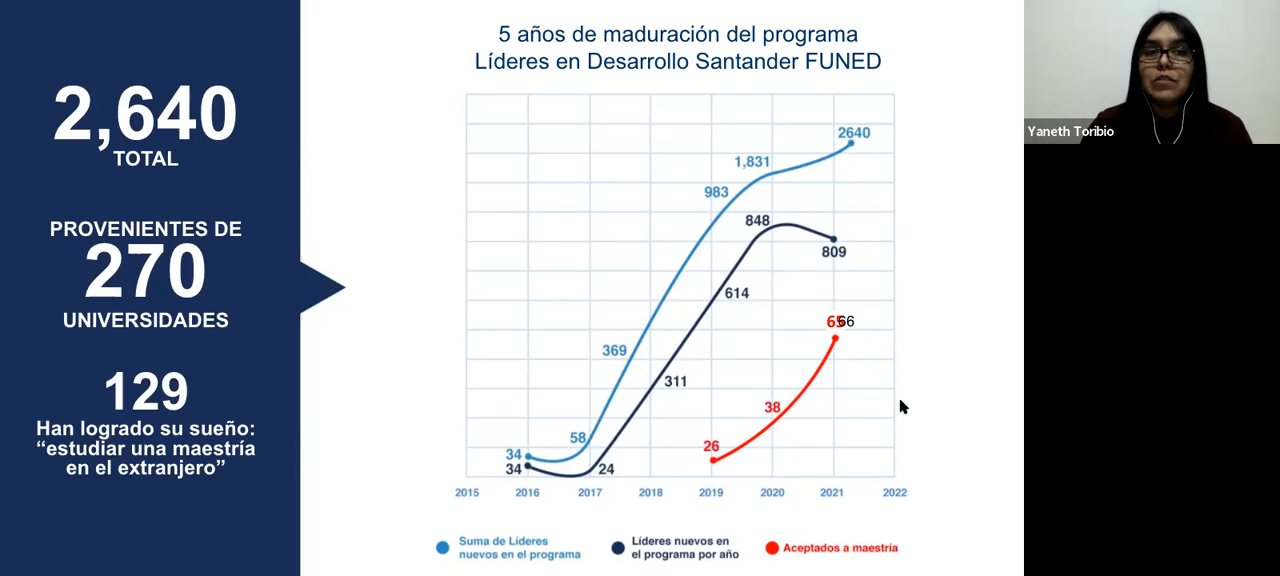 5 años de maduración del programa
Líderes en Desarrollo Santander FUNED
2,640
TOTAL
PROVENIENTES DE
270
UNIVERSIDADES
129
Han logrado su sueño:
“estudiar una maestría
en el extranjero”
2640
1,831
983
848
809
614
66
38
369
311
26
58
34
34
24
2015 2016 2017 2018 2019 2020 2021 2022
Suma de Líderes
nuevos en el programa
Líderes nuevos en
el programa por año
Aceptados a maestría
Yaneth Toribio